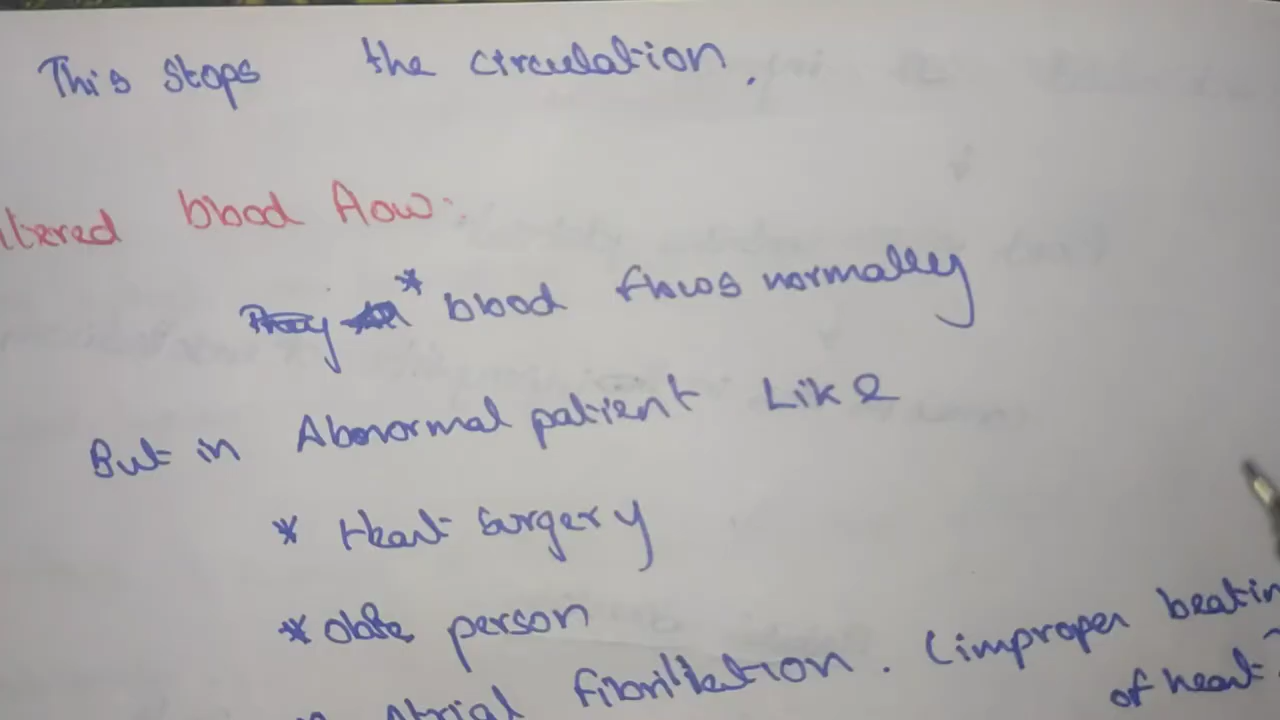 This stops the circulation.
ltered blood flow:
* blood flows normally
But in Abnormal patient Like
* Heart surgery
* person
Atrial fibrillation. (improper beatin
of heart